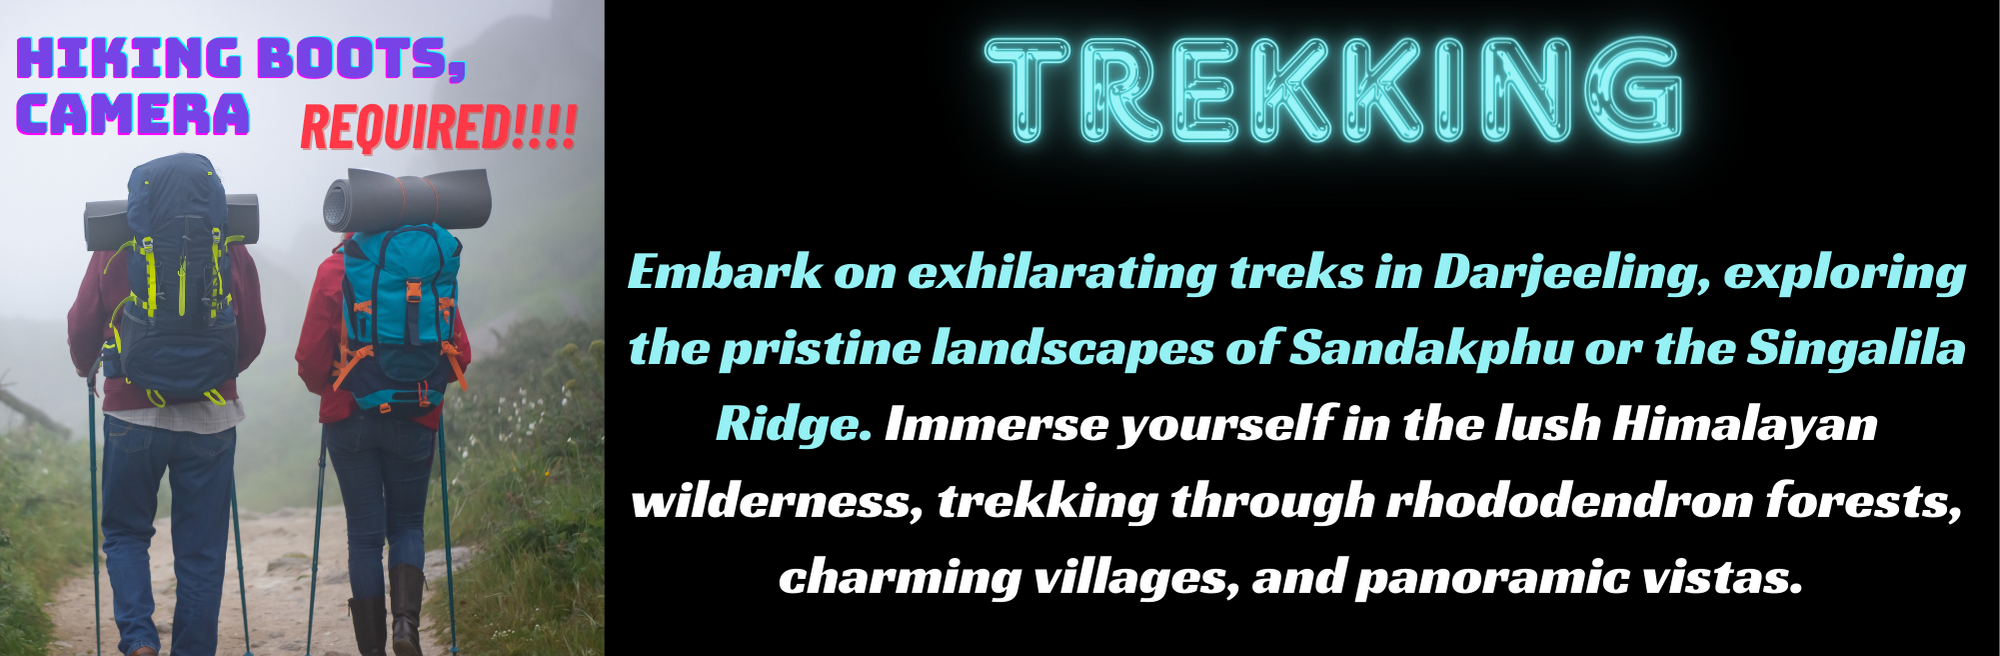 HIKING BOOTS,
CAMERA
REQUIRED!!!!
TREKKING
Embark on exhilarating treks in Darjeeling, exploring
the pristine landscapes of Sandakphu or the Singalila
Ridge. Immerse yourself in the lush Himalayan
wilderness, trekking through rhododendron forests,
charming villages, and panoramic vistas.